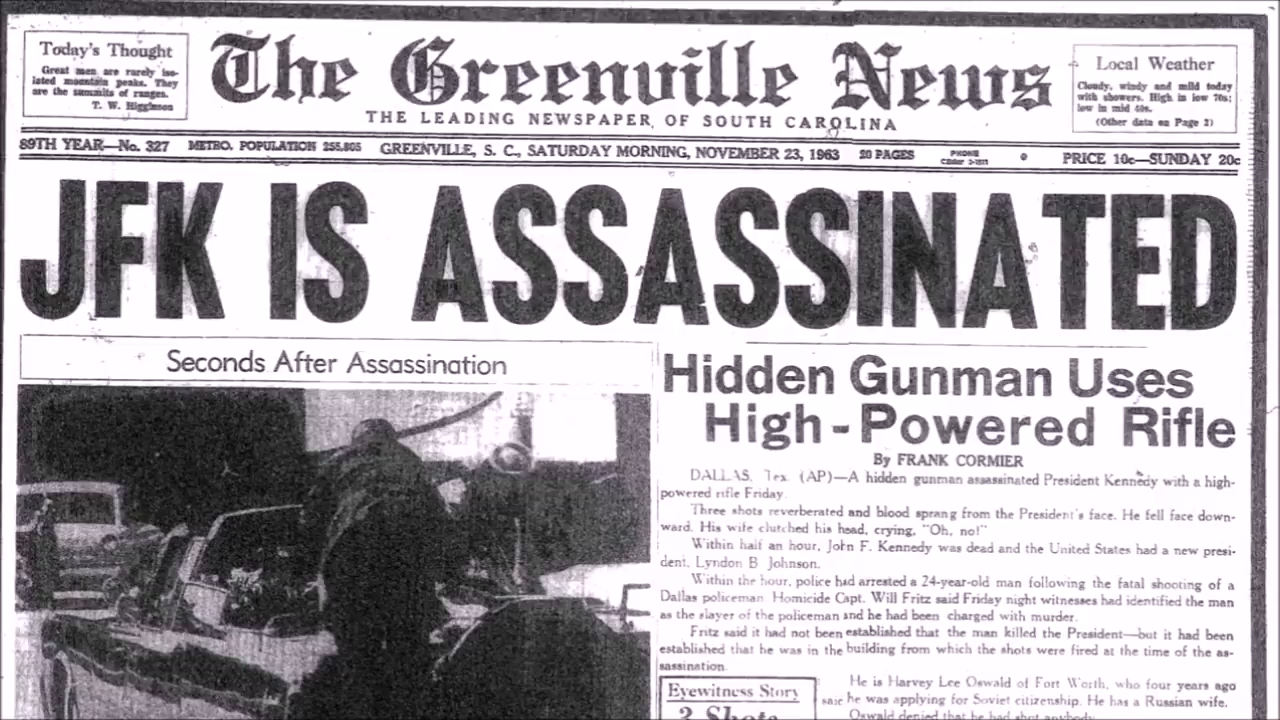 Today's Thought
Great men are rarely iso-
lated mountain peaks. They
are the summits of ranges.
T. W. Higginson
The Greenville News
THE LEADING NEWSPAPER OF SOUTH CAROLINA
Local Weather
Cloudy, windy and mild today
with showers. High in low 70s;
low in mid 40s.
(Other data on Page 2)
89TH YEAR—No. 327 METRO. POPULATION 255,805 GREENVILLE, S. C., SATURDAY MORNING, NOVEMBER 23, 1963 20 PAGES PHONE PRICE 10c—SUNDAY 20c
JFK IS ASSASSINATED
Seconds After Assassination
Hidden Gunman Uses
High-Powered Rifle
By FRANK CORMIER
DALLAS, Tex. (AP)—A hidden gunman assassinated President Kennedy with a high-
powered rifle Friday.
Three shots reverberated and blood sprang from the President's face. He fell face down-
ward. His wife clutched his head, crying, "Oh, no!"
Within half an hour, John F. Kennedy was dead and the United States had a new presi-
dent, Lyndon B. Johnson.
Within the hour, police had arrested a 24-year-old man following the fatal shooting of a
Dallas policeman. Homicide Capt. Will Fritz said Friday night witnesses had identified the man
as the slayer of the policeman and he had been charged with murder.
Fritz said it had not been established that the man killed the President—but it had been
established that he was in the building from which the shots were fired at the time of the as-
sassination.
Eyewitness Story
3 Shots
He is Harvey Lee Oswald of Fort Worth, who four years ago
said he was applying for Soviet citizenship. He has a Russian wife.
Oswald denied that he had shot anybody.